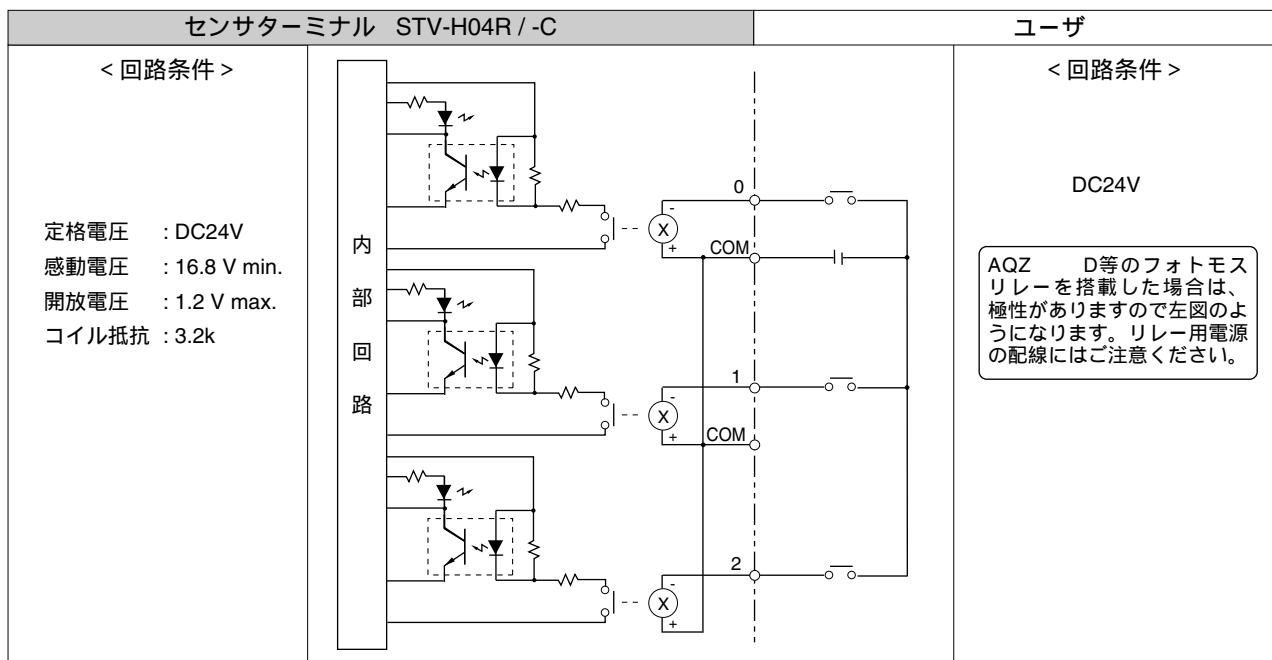 センサターミナル STV-H04R / -C
ユーザ
< 回路条件 >
定格電圧 : DC24V
感動電圧 : 16.8 V min.
開放電圧 : 1.2 V max.
コイル抵抗 : 3.2k
内部回路
0
-
X
+
COM
1
-
X
+
COM
2
-
X
+
< 回路条件 >
DC24V
AQZ D等のフォトモス
リレーを搭載した場合は、
極性がありますので左図のよ
うになります。リレー用電源
の配線にはご注意ください。